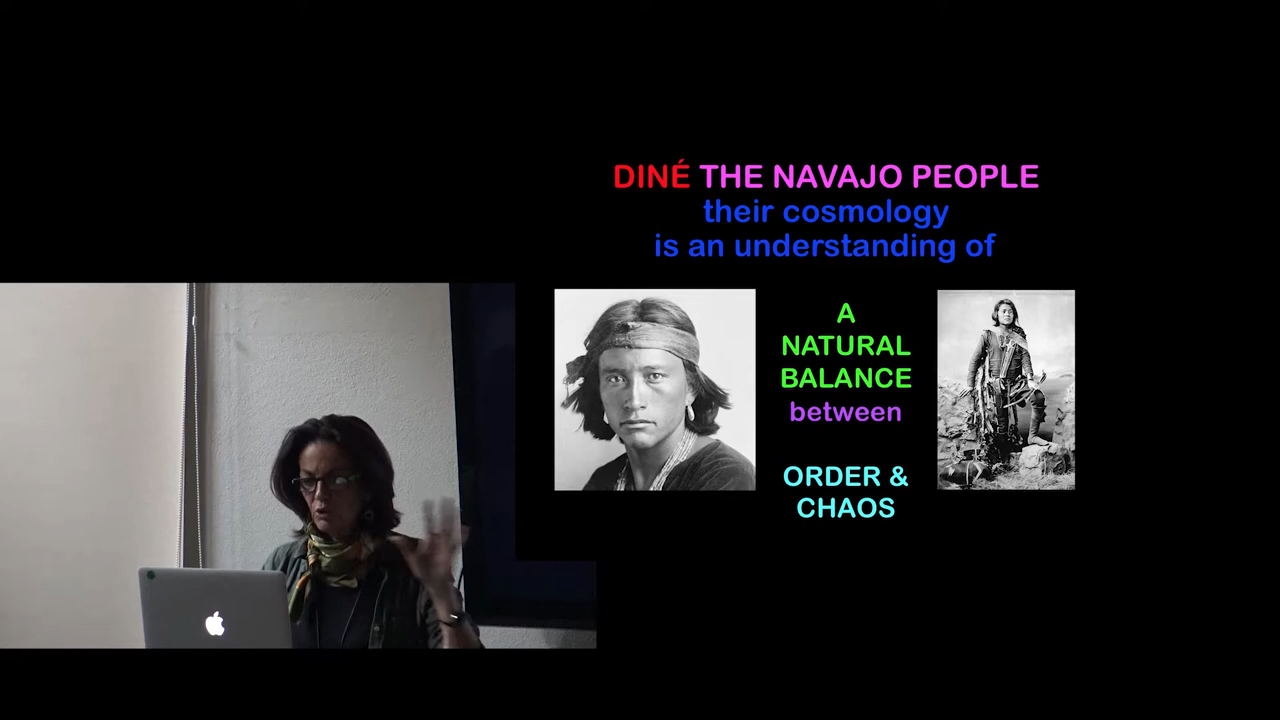 DINÉ THE NAVAJO PEOPLE
their cosmology
is an understanding of
A
NATURAL
BALANCE
between
ORDER &
CHAOS